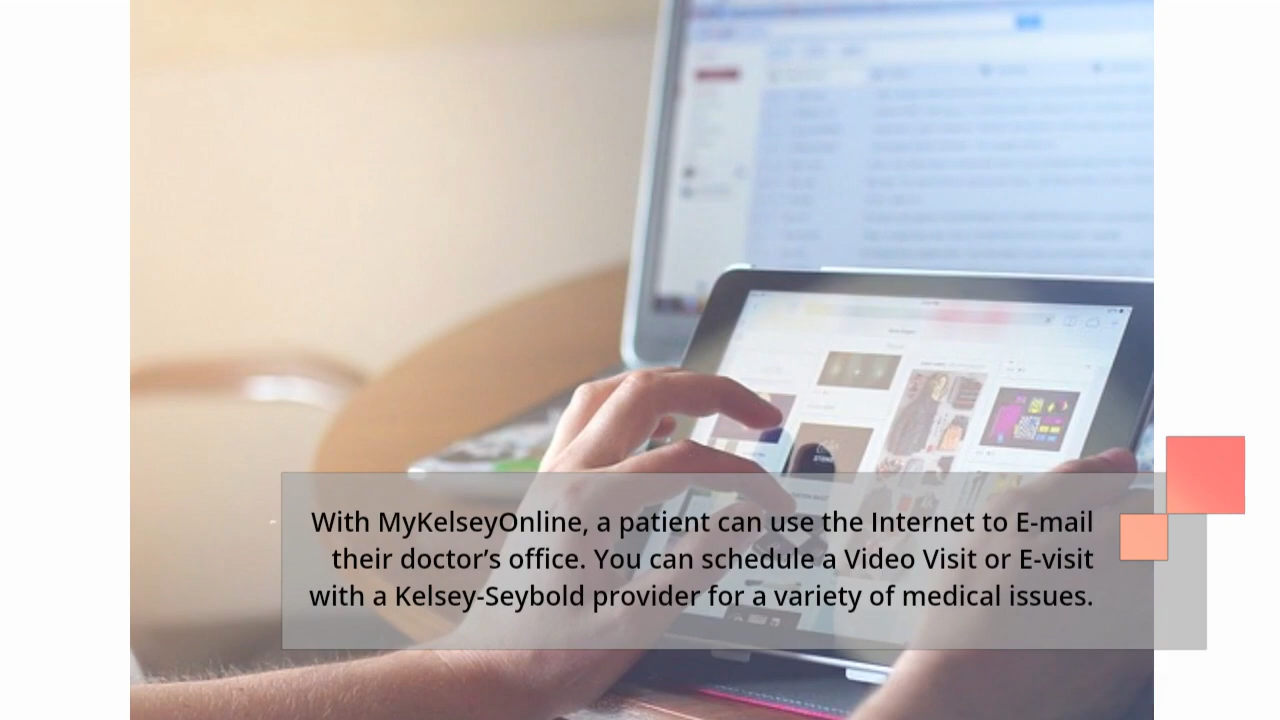 With MyKelseyOnline, a patient can use the Internet to E-mail
their doctor’s office. You can schedule a Video Visit or E-visit
with a Kelsey-Seybold provider for a variety of medical issues.